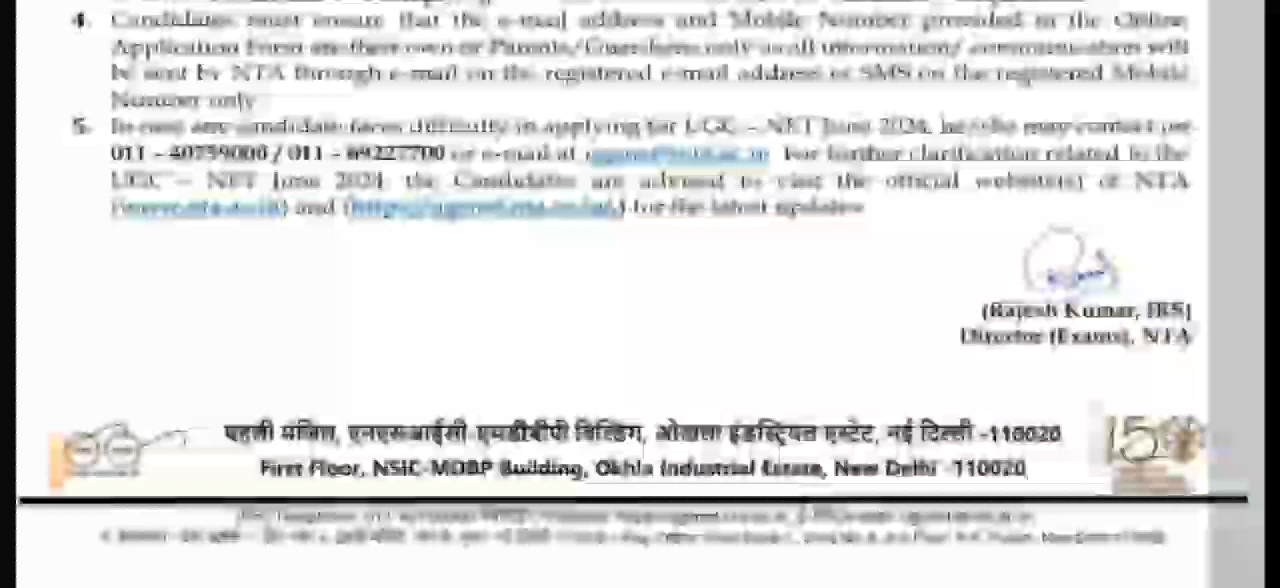 4. Candidates must ensure that the e-mail address and Mobile Number provided in the Online
Application Form are their own or Parents/Guardians only as all information/ communication will
be sent by NTA through e-mail on the registered e-mail address or SMS on the registered Mobile
Number only.
5. In case any candidate faces difficulty in applying for UGC – NET June 2024, he/she may contact on
011 - 40759000 / 011 - 69227700 or e-mail at For further clarification related to the
UGC – NET June 2024, the Candidates are advised to visit the official website(s) of NTA
(www.nta.ac.in) and for the latest updates.
(Rajesh Kumar, IRS)
Director (Exams), NTA
पहली मंजिल, एनएसआईसी-एमडीबीपी बिल्डिंग, ओखला इंडस्ट्रियल एस्टेट, नई दिल्ली -110020
First Floor, NSIC-MDBP Building, Okhla Industrial Estate, New Delhi -110020